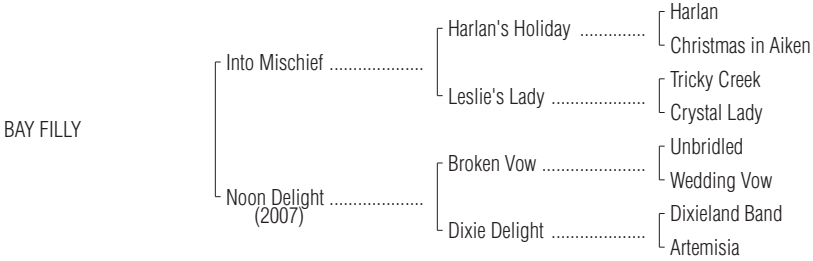 Harlan
Harlan's Holiday ..............
Christmas in Aiken
Into Mischief ....................
Tricky Creek
Leslie's Lady ....................
Crystal Lady
BAY FILLY
Unbridled
Broken Vow ......................
Wedding Vow
Noon Delight ....................
(2007)
Dixieland Band
Dixie Delight ....................
Artemisia